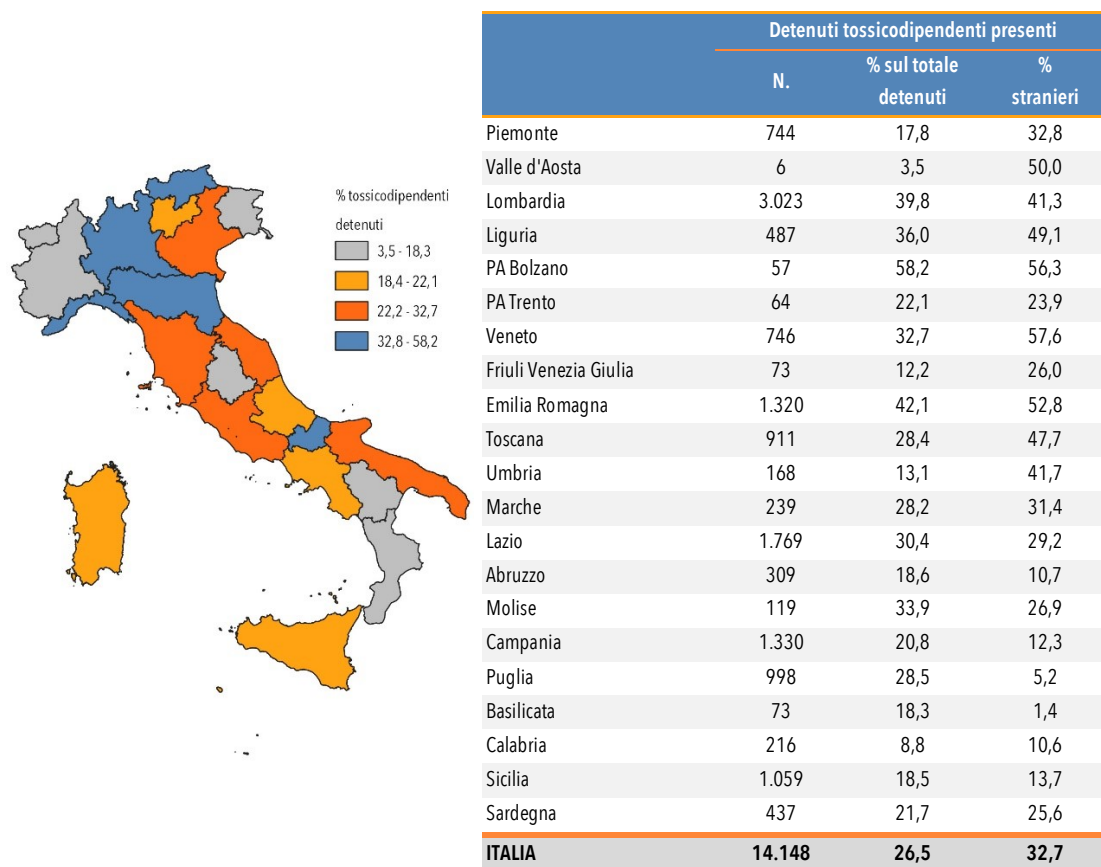 % tossicodipendenti
detenuti
3,5 - 18,3
18,4 - 22,1
22,2 - 32,7
32,8 - 58,2
Detenuti tossicodipendenti presenti
N. % sul totale detenuti % stranieri
Piemonte 744 17,8 32,8
Valle d'Aosta 6 3,5 50,0
Lombardia 3.023 39,8 41,3
Liguria 487 36,0 49,1
PA Bolzano 57 58,2 56,3
PA Trento 64 22,1 23,9
Veneto 746 32,7 57,6
Friuli Venezia Giulia 73 12,2 26,0
Emilia Romagna 1.320 42,1 52,8
Toscana 911 28,4 47,7
Umbria 168 13,1 41,7
Marche 239 28,2 31,4
Lazio 1.769 30,4 29,2
Abruzzo 309 18,6 10,7
Molise 119 33,9 26,9
Campania 1.330 20,8 12,3
Puglia 998 28,5 5,2
Basilicata 73 18,3 1,4
Calabria 216 8,8 10,6
Sicilia 1.059 18,5 13,7
Sardegna 437 21,7 25,6
ITALIA 14.148 26,5 32,7